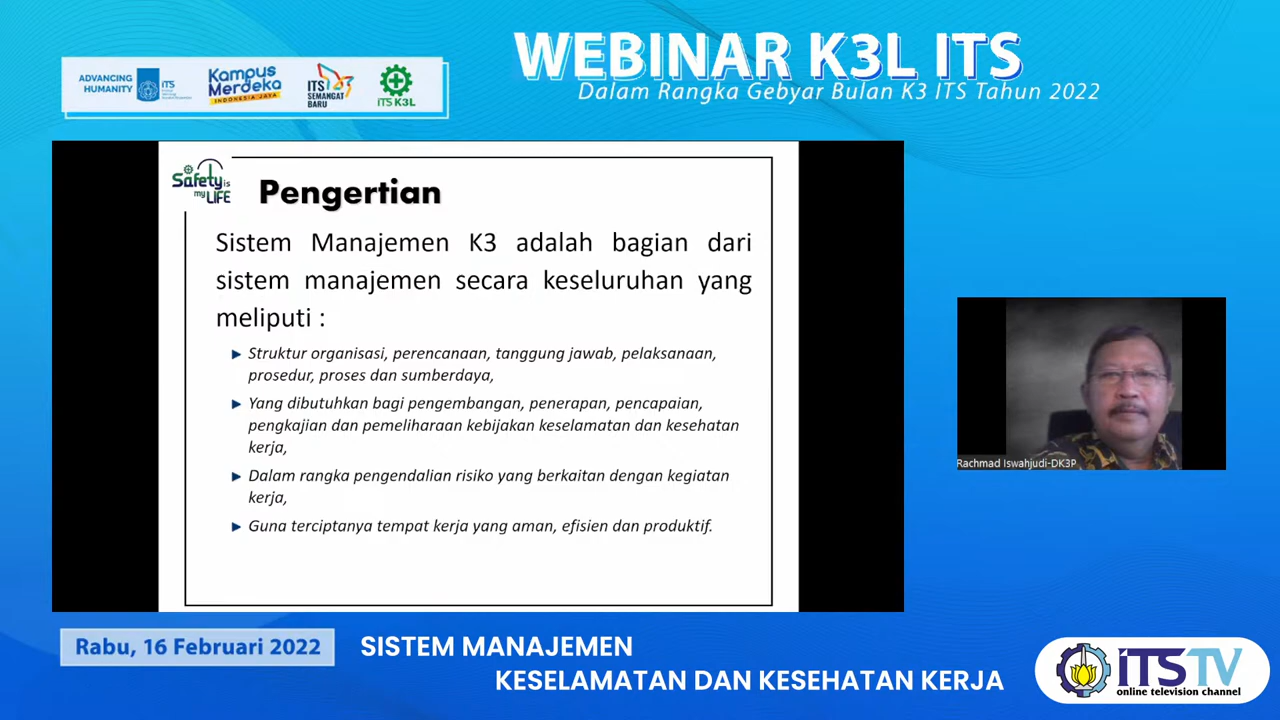 WEBINAR K3L ITS
Dalam Rangka Gebyar Bulan K3 ITS Tahun 2022
ADVANCING
HUMANITY
ITS
Kampus
Merdeka
INDONESIA JAYA
ITS
SEMANGAT
BARU
ITS K3L
Safety is
my LIFE
Pengertian
Sistem Manajemen K3 adalah bagian dari
sistem manajemen secara keseluruhan yang
meliputi :
Struktur organisasi, perencanaan, tanggung jawab, pelaksanaan,
prosedur, proses dan sumberdaya,
Yang dibutuhkan bagi pengembangan, penerapan, pencapaian,
pengkajian dan pemeliharaan kebijakan keselamatan dan kesehatan
kerja,
Dalam rangka pengendalian risiko yang berkaitan dengan kegiatan
kerja,
Guna terciptanya tempat kerja yang aman, efisien dan produktif.
Rachmad Iswahjudi-DK3P
Rabu, 16 Februari 2022
SISTEM MANAJEMEN
KESELAMATAN DAN KESEHATAN KERJA
iTSTV
online television channel